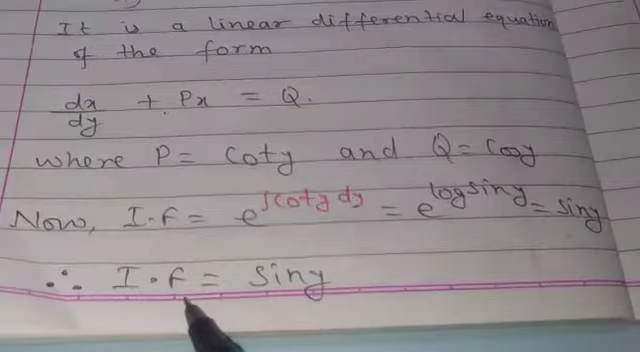 It is a linear differential equation
of the form
dx/dy + Px = Q.
where P = Coty and Q = Cosy
Now, I.F = e^∫Coty dy = e^logsiny = siny
∴ I.F = Siny